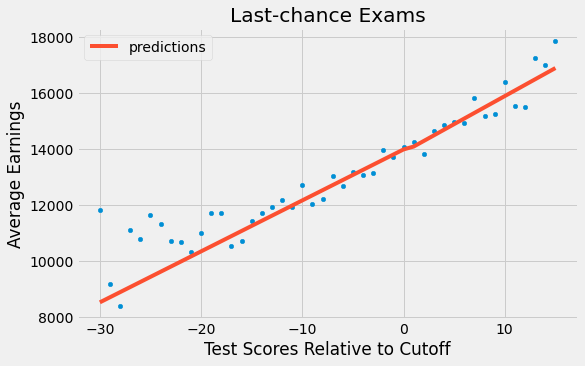 Last-chance Exams
predictions
18000
16000
14000
12000
10000
8000
Average Earnings
−30
−20
−10
0
10
Test Scores Relative to Cutoff